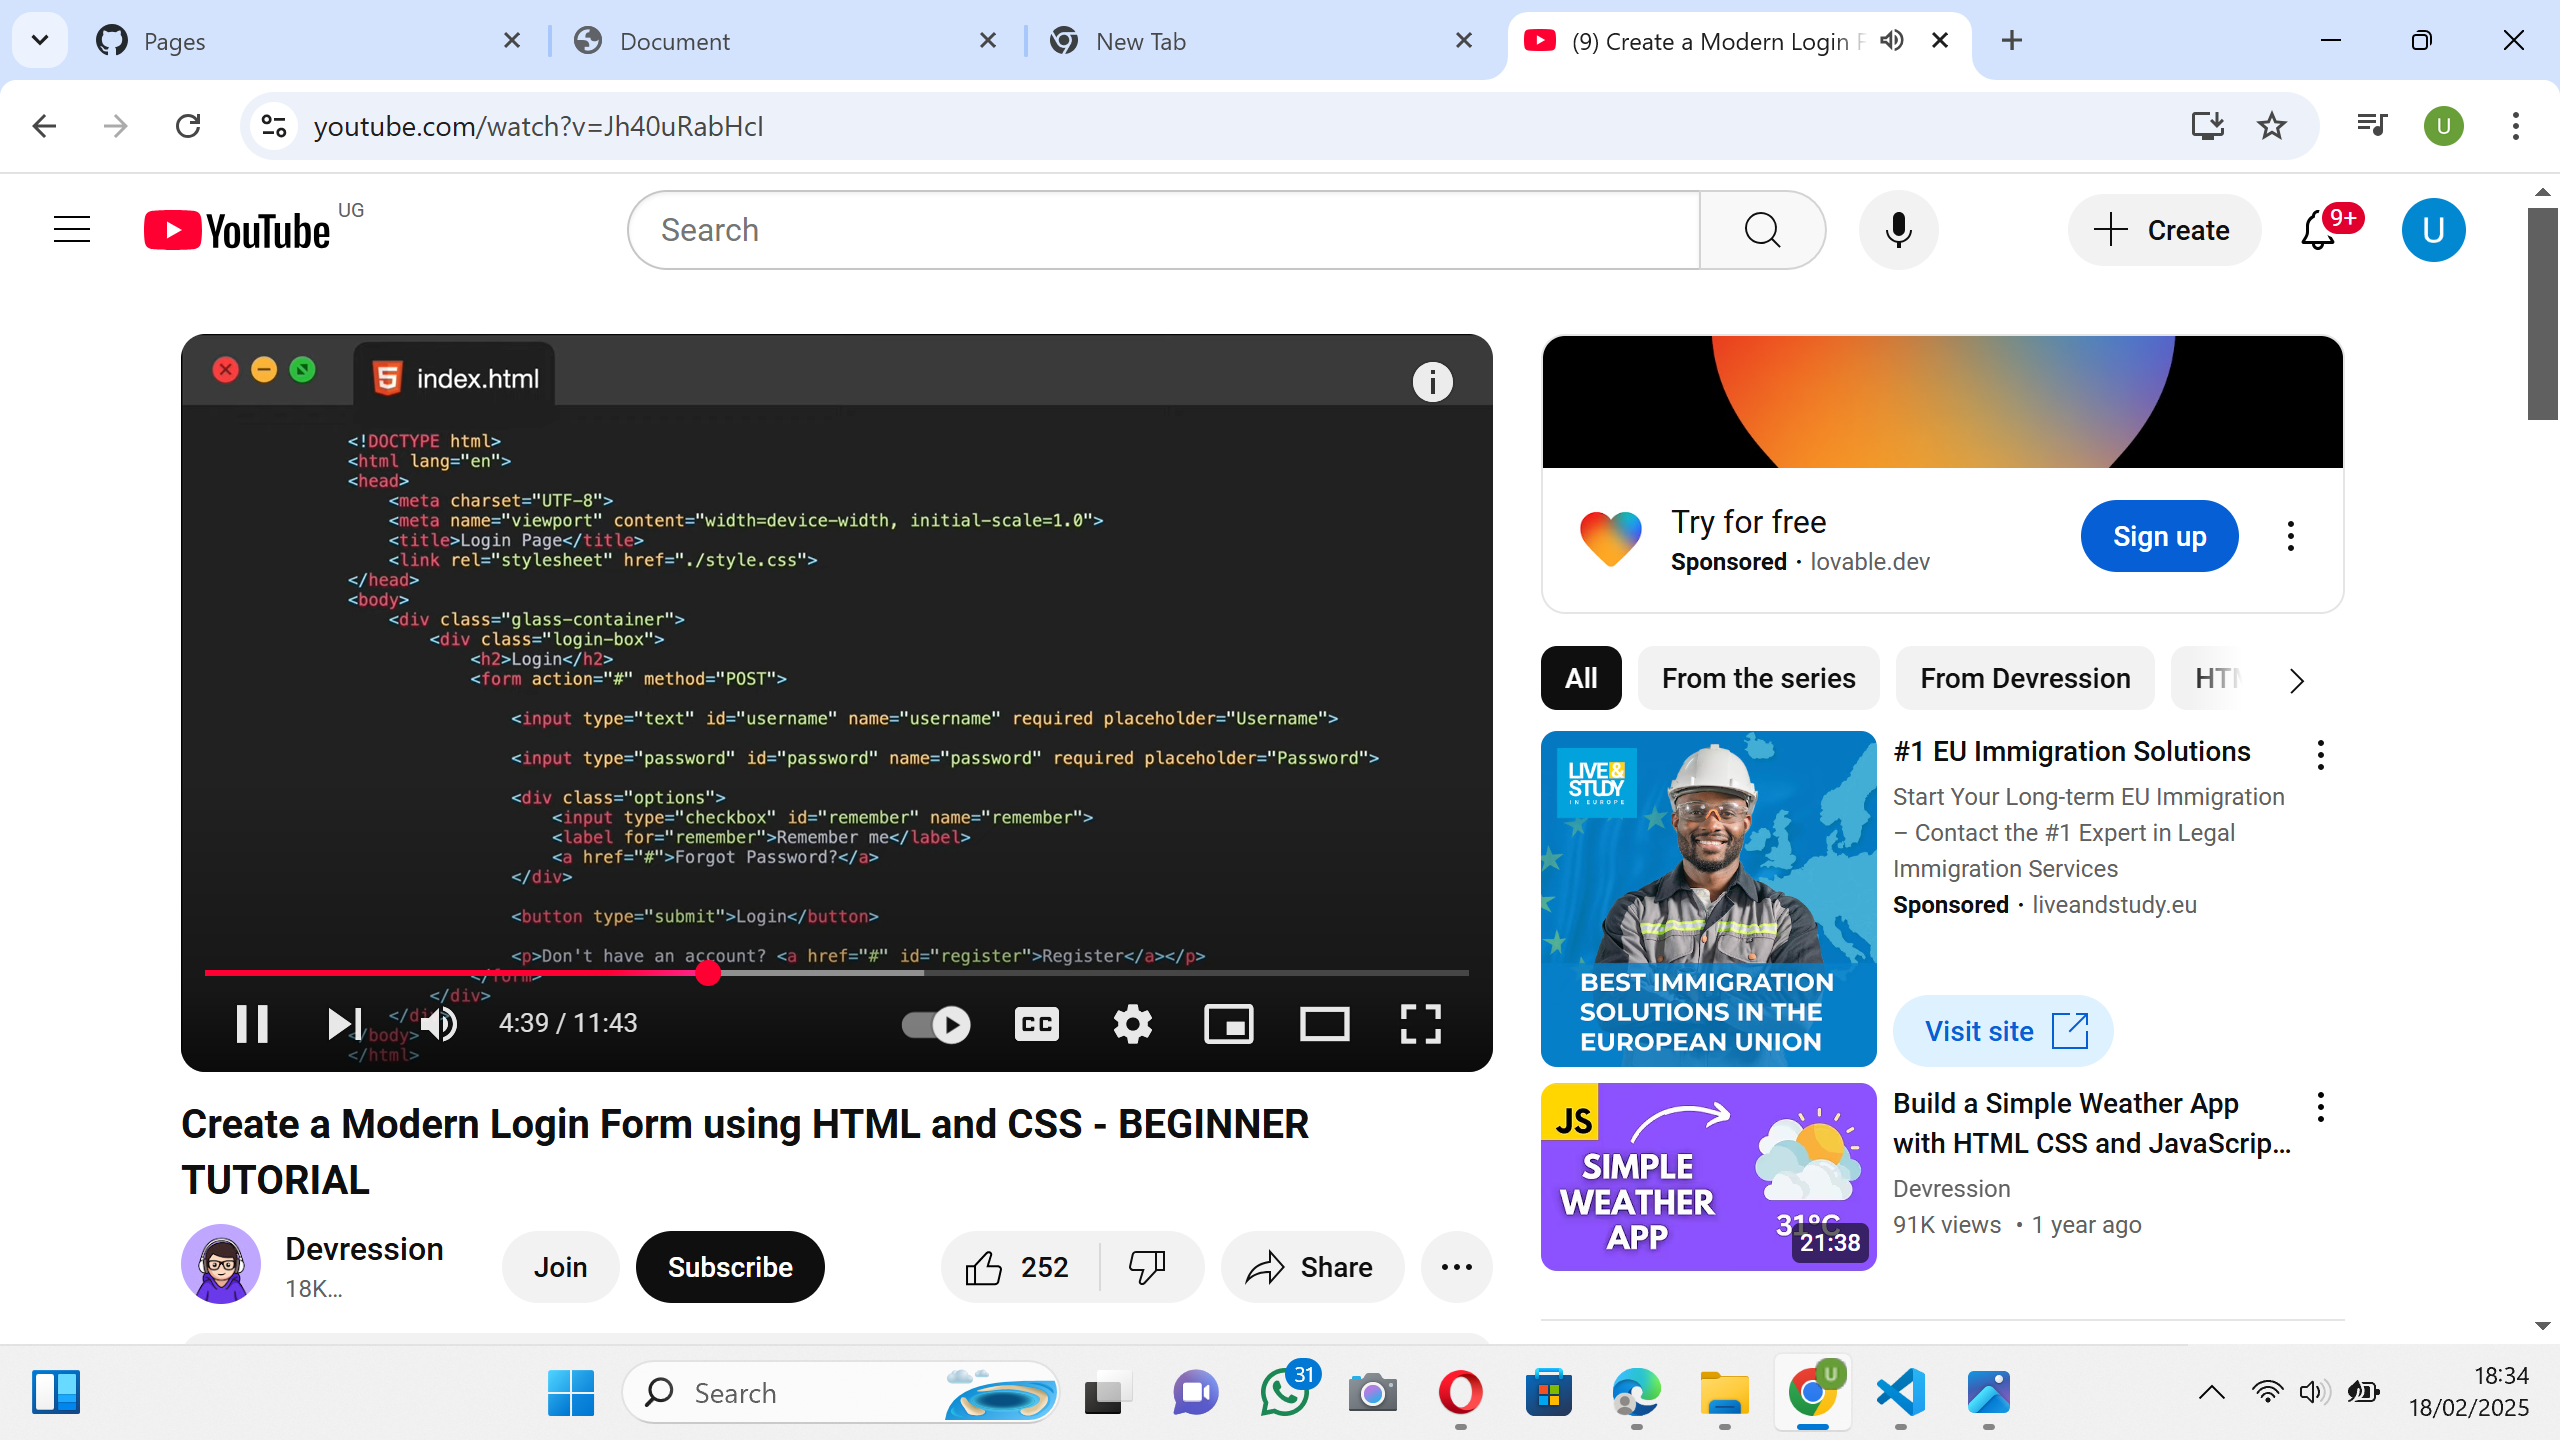 Pages
Document
New Tab
(9) Create a Modern Login F
youtube.com/watch?v=Jh40uRabHcI
U
YouTube UG
Search
Create
9+
U
index.html
<!DOCTYPE html>
<html lang="en">
<head>
<meta charset="UTF-8">
<meta name="viewport" content="width=device-width, initial-scale=1.0">
<title>Login Page</title>
<link rel="stylesheet" href="./style.css">
</head>
<body>
<div class="glass-container">
<div class="login-box">
<h2>Login</h2>
<form action="#" method="POST">
<input type="text" id="username" name="username" required placeholder="Username">
<input type="password" id="password" name="password" required placeholder="Password">
<div class="options">
<input type="checkbox" id="remember" name="remember">
<label for="remember">Remember me</label>
<a href="#">Forgot Password?</a>
</div>
<button type="submit">Login</button>
<p>Don't have an account? <a href="#" id="register">Register</a></p>
</form>
</div>
</body>
</html>
4:39 / 11:43
CC
Create a Modern Login Form using HTML and CSS - BEGINNER
TUTORIAL
Devression
18K...
Join
Subscribe
252
Share
Try for free
Sponsored · lovable.dev
Sign up
All
From the series
From Devression
LIVE &
STUDY
IN EUROPE
BEST IMMIGRATION
SOLUTIONS IN THE
EUROPEAN UNION
#1 EU Immigration Solutions
Start Your Long-term EU Immigration
– Contact the #1 Expert in Legal
Immigration Services
Sponsored · liveandstudy.eu
Visit site
JS
SIMPLE
WEATHER
APP
31°C
21:38
Build a Simple Weather App
with HTML CSS and JavaScrip...
Devression
91K views • 1 year ago
Search
31
U
18:34
18/02/2025